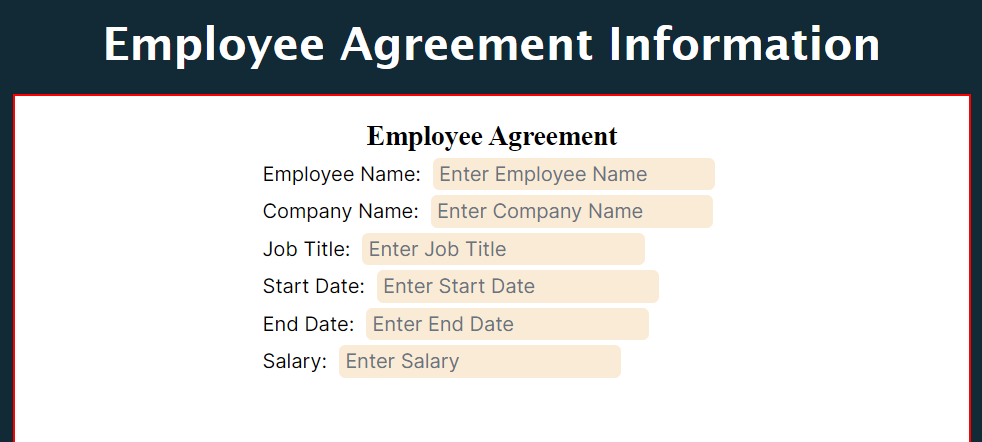 Employee Agreement Information
Employee Agreement
Employee Name: Enter Employee Name
Company Name: Enter Company Name
Job Title: Enter Job Title
Start Date: Enter Start Date
End Date: Enter End Date
Salary: Enter Salary